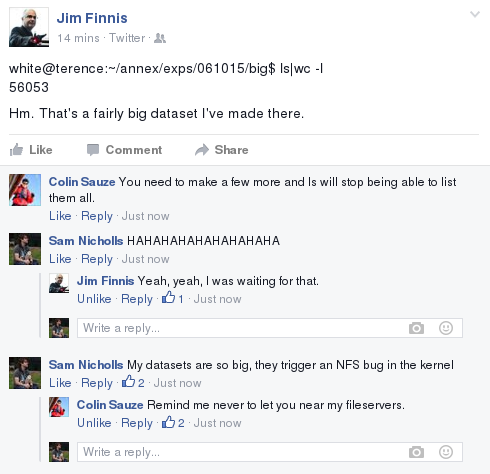 Jim Finnis
14 mins · Twitter ·
white@terence:~/annex/exps/061015/big$ ls|wc -l
56053
Hm. That's a fairly big dataset I've made there.
Like Comment Share
Colin Sauze You need to make a few more and ls will stop being able to list
them all.
Like · Reply · Just now
Sam Nicholls HAHAHAHAHAHAHAHAHA
Like · Reply · Just now
Jim Finnis Yeah, yeah, I was waiting for that.
Unlike · Reply · 1 · Just now
Write a reply...
Sam Nicholls My datasets are so big, they trigger an NFS bug in the kernel
Like · Reply · 2 · Just now
Colin Sauze Remind me never to let you near my fileservers.
Unlike · Reply · 2 · Just now
Write a reply...